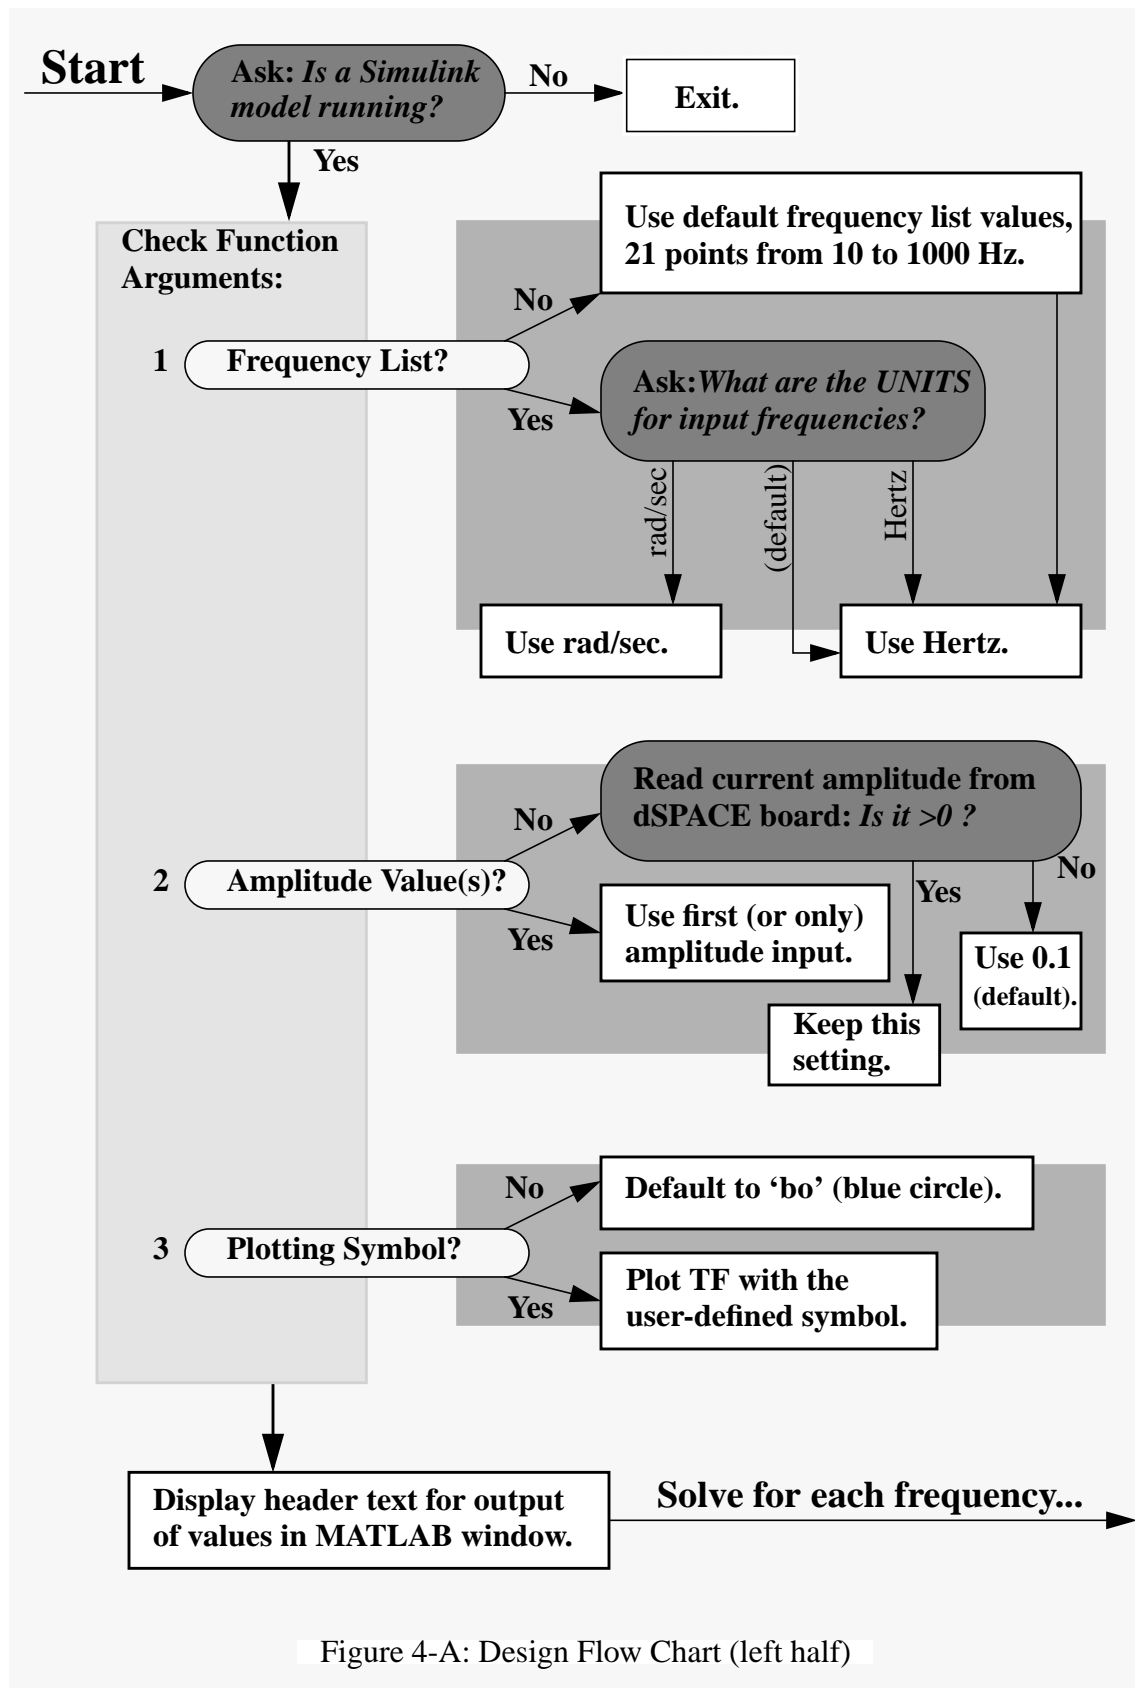 Start
Ask: Is a Simulink
model running?
No
Exit.
Yes
Check Function
Arguments:
Use default frequency list values,
21 points from 10 to 1000 Hz.
No
1 Frequency List?
Yes
Ask:What are the UNITS
for input frequencies?
rad/sec
(default)
Hertz
Use rad/sec.
Use Hertz.
Read current amplitude from
dSPACE board: Is it >0 ?
No
2 Amplitude Value(s)?
Yes
Use first (or only)
amplitude input.
Yes
No
Use 0.1
(default).
Keep this
setting.
No
Default to ‘bo’ (blue circle).
3 Plotting Symbol?
Yes
Plot TF with the
user-defined symbol.
Display header text for output
of values in MATLAB window.
Solve for each frequency...
Figure 4-A: Design Flow Chart (left half)